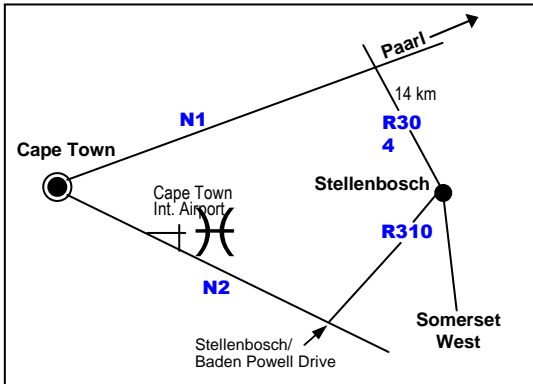 Paarl
14 km
N1
R30
4
Cape Town
Cape Town
Int. Airport
Stellenbosch
R310
N2
Somerset
West
Stellenbosch/
Baden Powell Drive